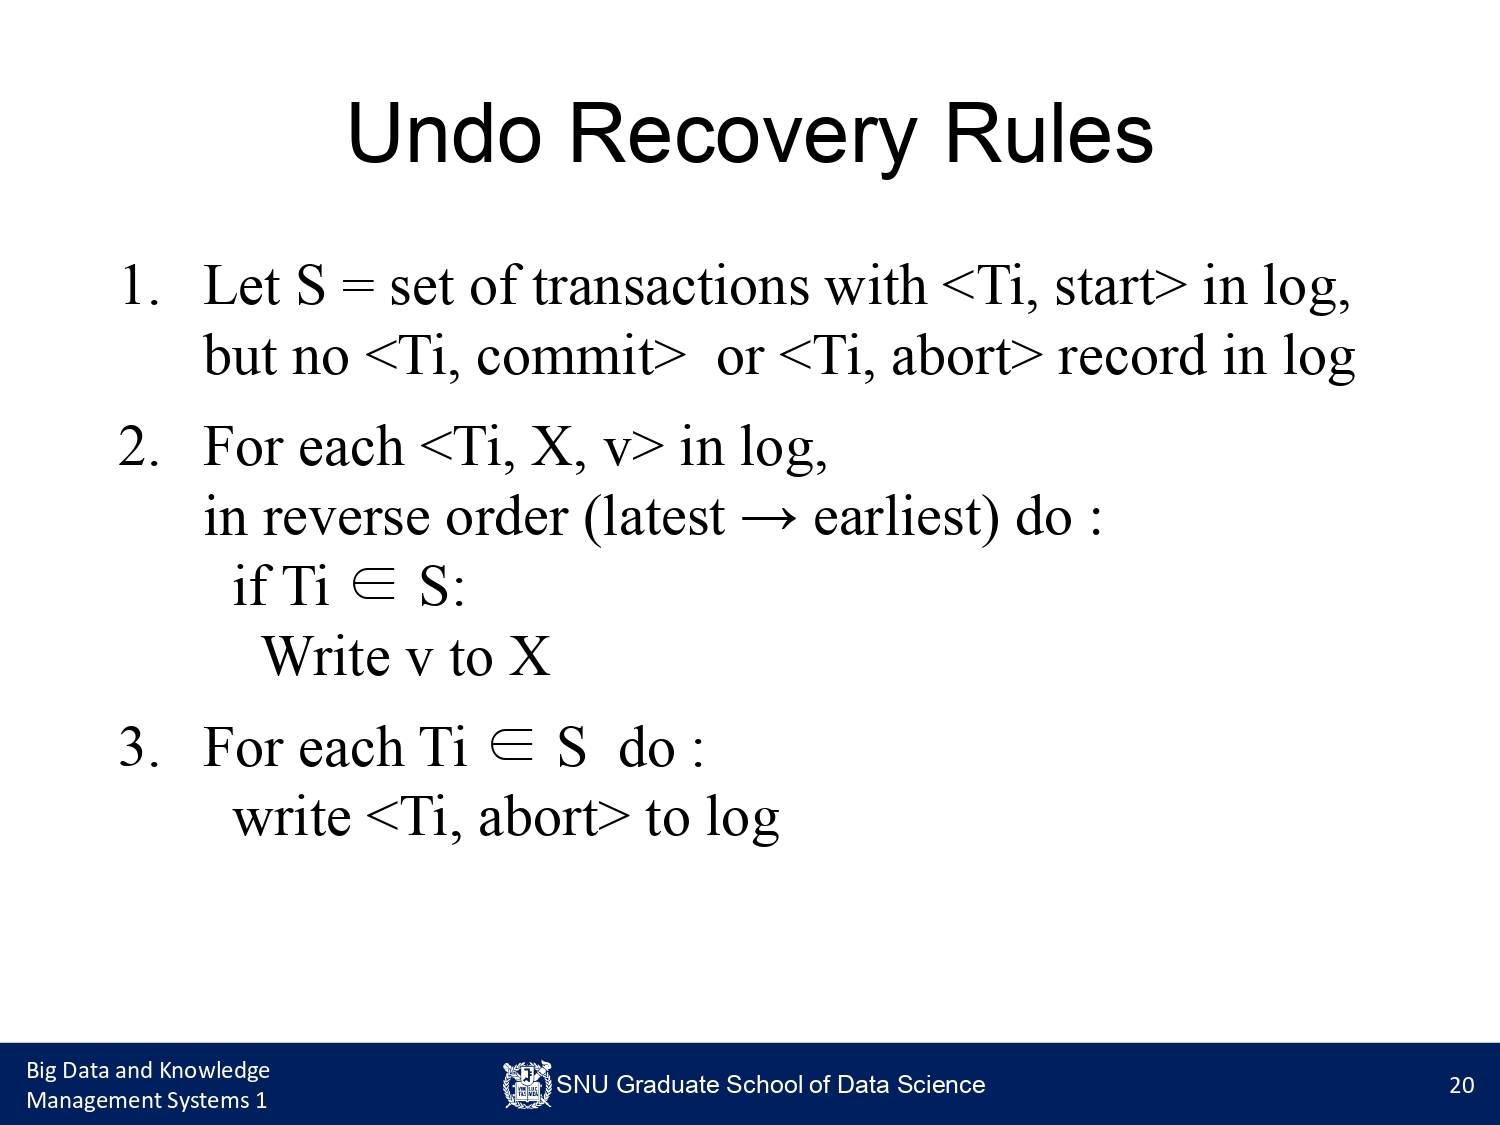 Undo Recovery Rules
1. Let S = set of transactions with <Ti, start> in log,
but no <Ti, commit> or <Ti, abort> record in log
2. For each <Ti, X, v> in log,
in reverse order (latest → earliest) do :
if Ti ∈ S:
Write v to X
3. For each Ti ∈ S do :
write <Ti, abort> to log
Big Data and Knowledge
Management Systems 1
SNU Graduate School of Data Science
20